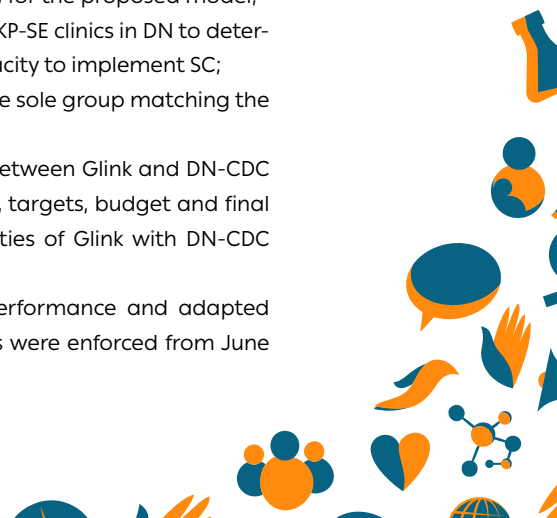 for the proposed model,
KP-SE clinics in DN to deter-
acity to implement SC;
e sole group matching the
etween Glink and DN-CDC
, targets, budget and final
ties of Glink with DN-CDC
erformance and adapted
s were enforced from June